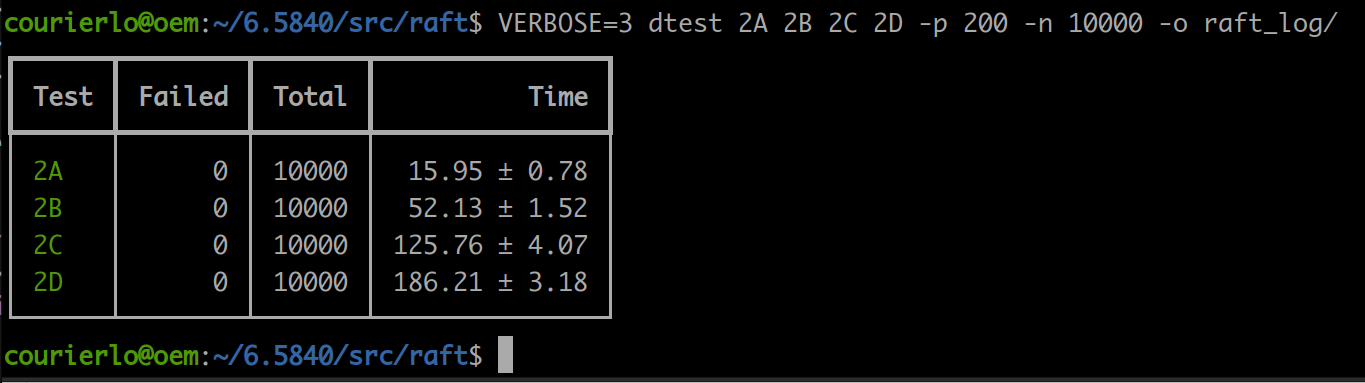 courierlo@oem:~/6.5840/src/raft$ VERBOSE=3 dtest 2A 2B 2C 2D -p 200 -n 10000 -o raft_log/
Test Failed Total Time
2A 0 10000 15.95 ± 0.78
2B 0 10000 52.13 ± 1.52
2C 0 10000 125.76 ± 4.07
2D 0 10000 186.21 ± 3.18
courierlo@oem:~/6.5840/src/raft$